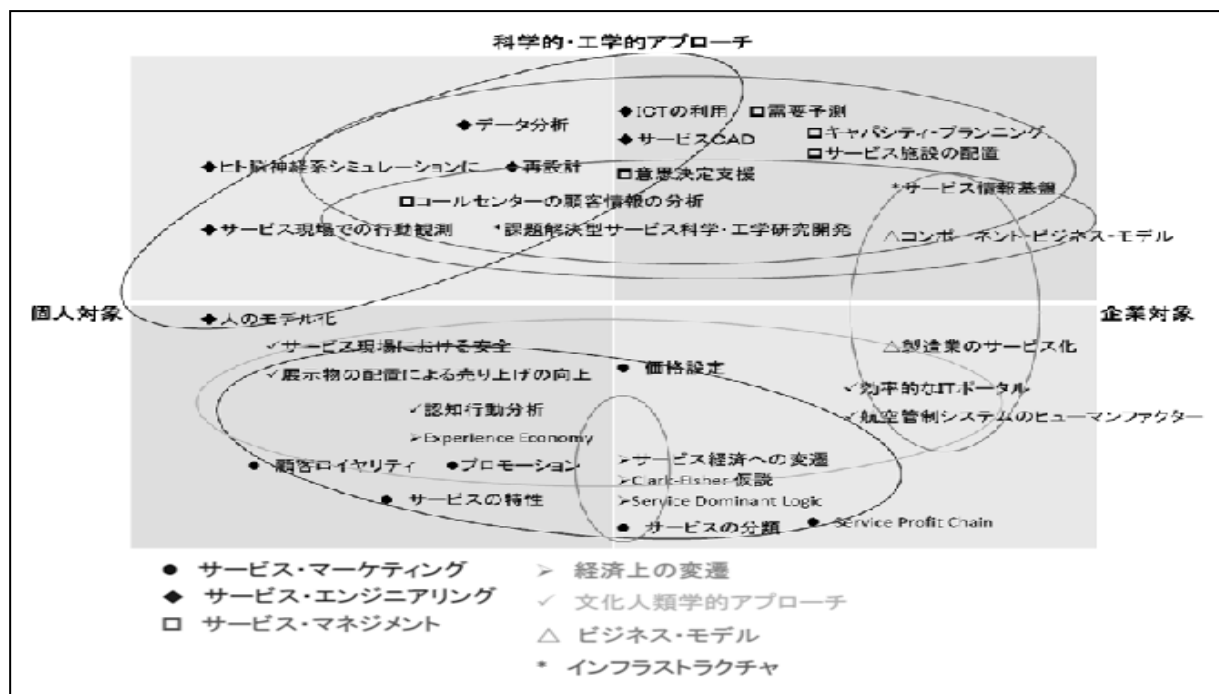 科学的・工学的アプローチ
◆ICTの利用 □需要予測
◆データ分析
◆サービスCAD
□キャパシティ・プランニング
□サービス施設の配置
◆ヒト脳神経系シミュレーションに ◆再設計
□意思決定支援
*サービス情報基盤
□コールセンターの顧客情報の分析
◆サービス現場での行動観測 *課題解決型サービス科学・工学研究開発
△コンポーネント・ビジネス・モデル
個人対象
企業対象
◆人のモデル化
✓サービス現場における安全
△製造業のサービス化
● 価格設定
✓展示物の配置による売り上げの向上
✓効率的なITポータル
✓認知行動分析
✓航空管制システムのヒューマンファクター
➢Experience Economy
➢サービス経済への変遷
● 顧客ロイヤリティ ●プロモーション
➢Clark-Fisher仮説
● サービスの特性
➢Service Dominant Logic
● サービスの分類
● Service Profit Chain
● サービス・マーケティング
◆ サービス・エンジニアリング
□ サービス・マネジメント
➢ 経済上の変遷
✓ 文化人類学的アプローチ
△ ビジネス・モデル
* インフラストラクチャ